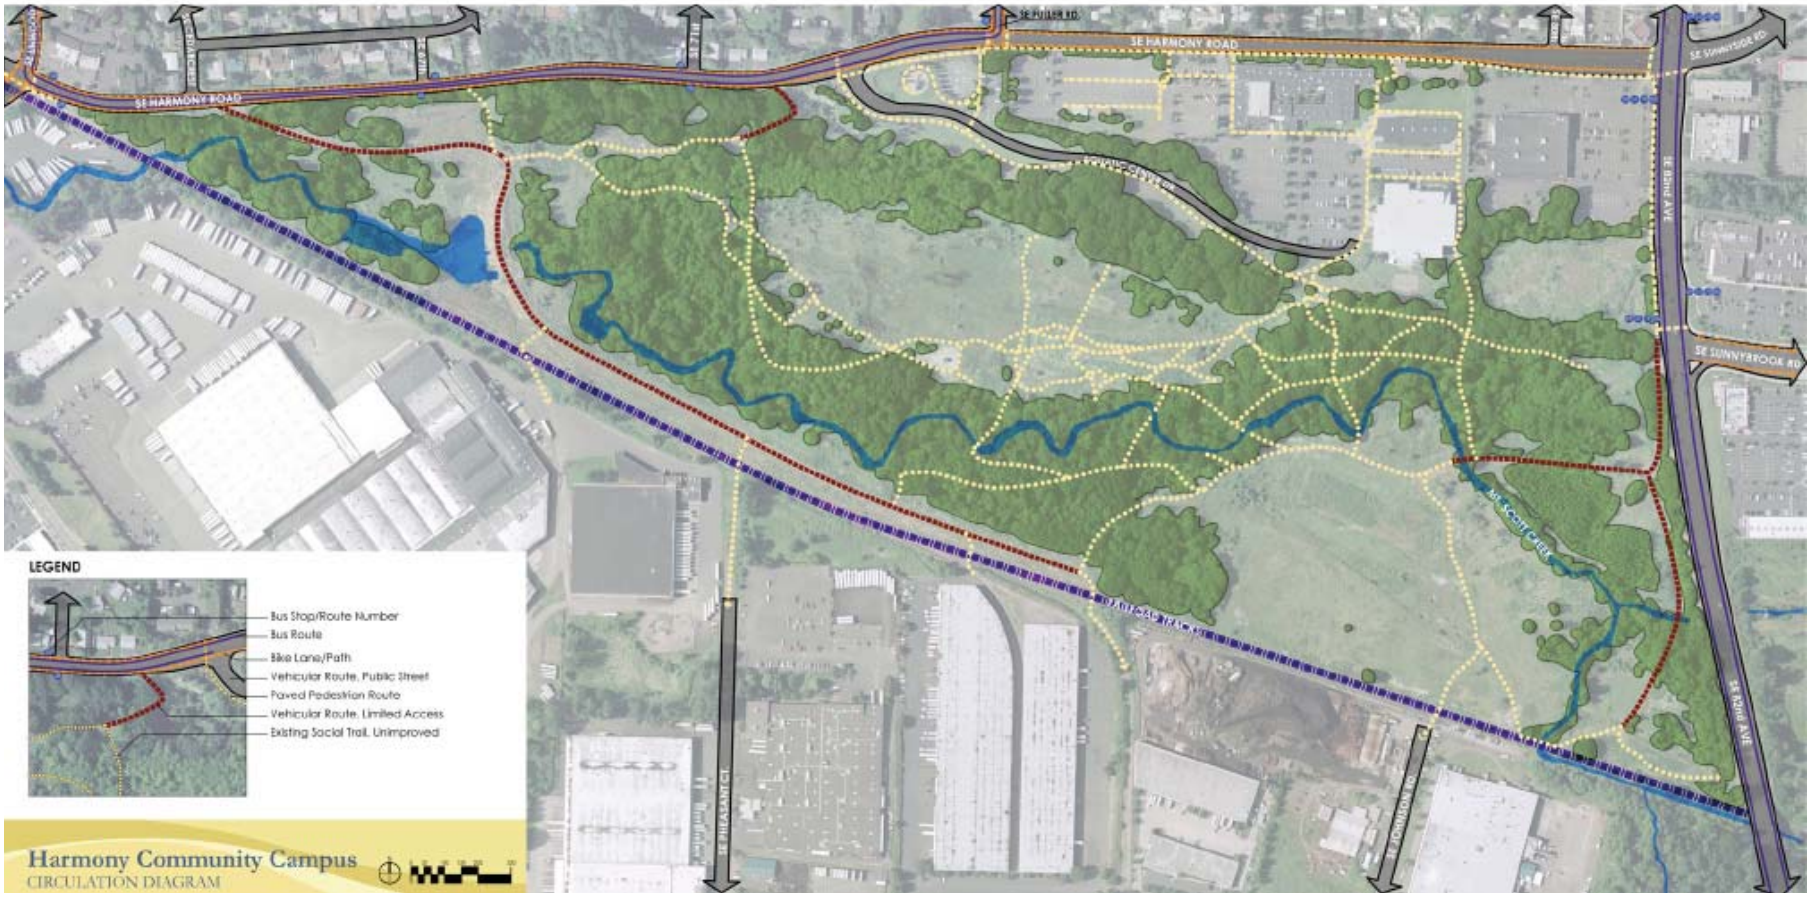 SE FULLER RD.
SE HARMONY ROAD
SE SUNNYSIDE RD
SE HARMONY ROAD
SE 82nd AVE
SE SUNNYBROOK RD
MT SCOTT CREEK
RAILROAD TRACKS
SE 82nd AVE
SE PHEASANT CT.
SE JOHNSON RD.
LEGEND
Bus Stop/Route Number
Bus Route
Bike Lane/Path
Vehicular Route, Public Street
Paved Pedestrian Route
Vehicular Route, Limited Access
Existing Social Trail, Unimproved
Harmony Community Campus
CIRCULATION DIAGRAM